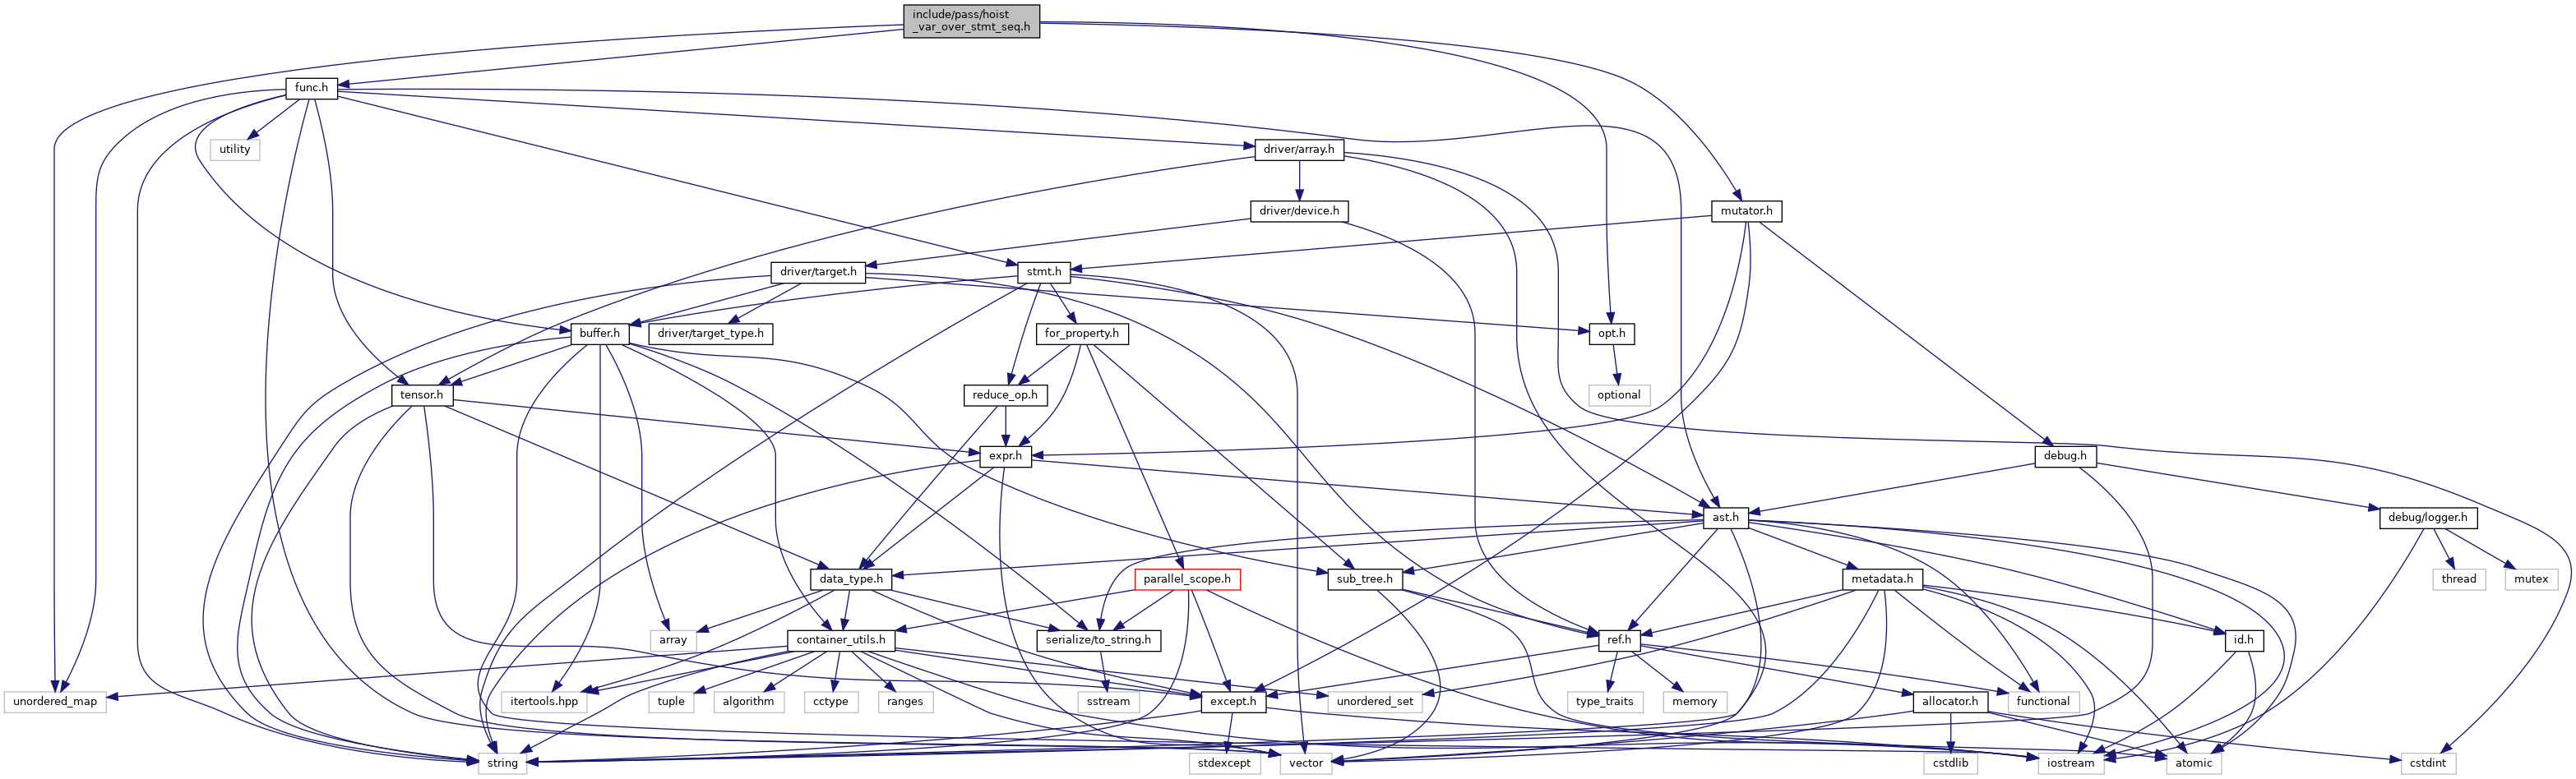 include/pass/hoist
_var_over_stmt_seq.h
func.h
utility
driver/array.h
driver/device.h
mutator.h
driver/target.h
stmt.h
buffer.h
driver/target_type.h
for_property.h
opt.h
tensor.h
reduce_op.h
optional
expr.h
debug.h
ast.h
debug/logger.h
data_type.h
parallel_scope.h
sub_tree.h
metadata.h
thread
mutex
array
container_utils.h
serialize/to_string.h
ref.h
id.h
unordered_map
itertools.hpp
tuple
algorithm
cctype
ranges
sstream
except.h
unordered_set
type_traits
memory
allocator.h
functional
string
stdexcept
vector
cstdlib
iostream
atomic
cstdint